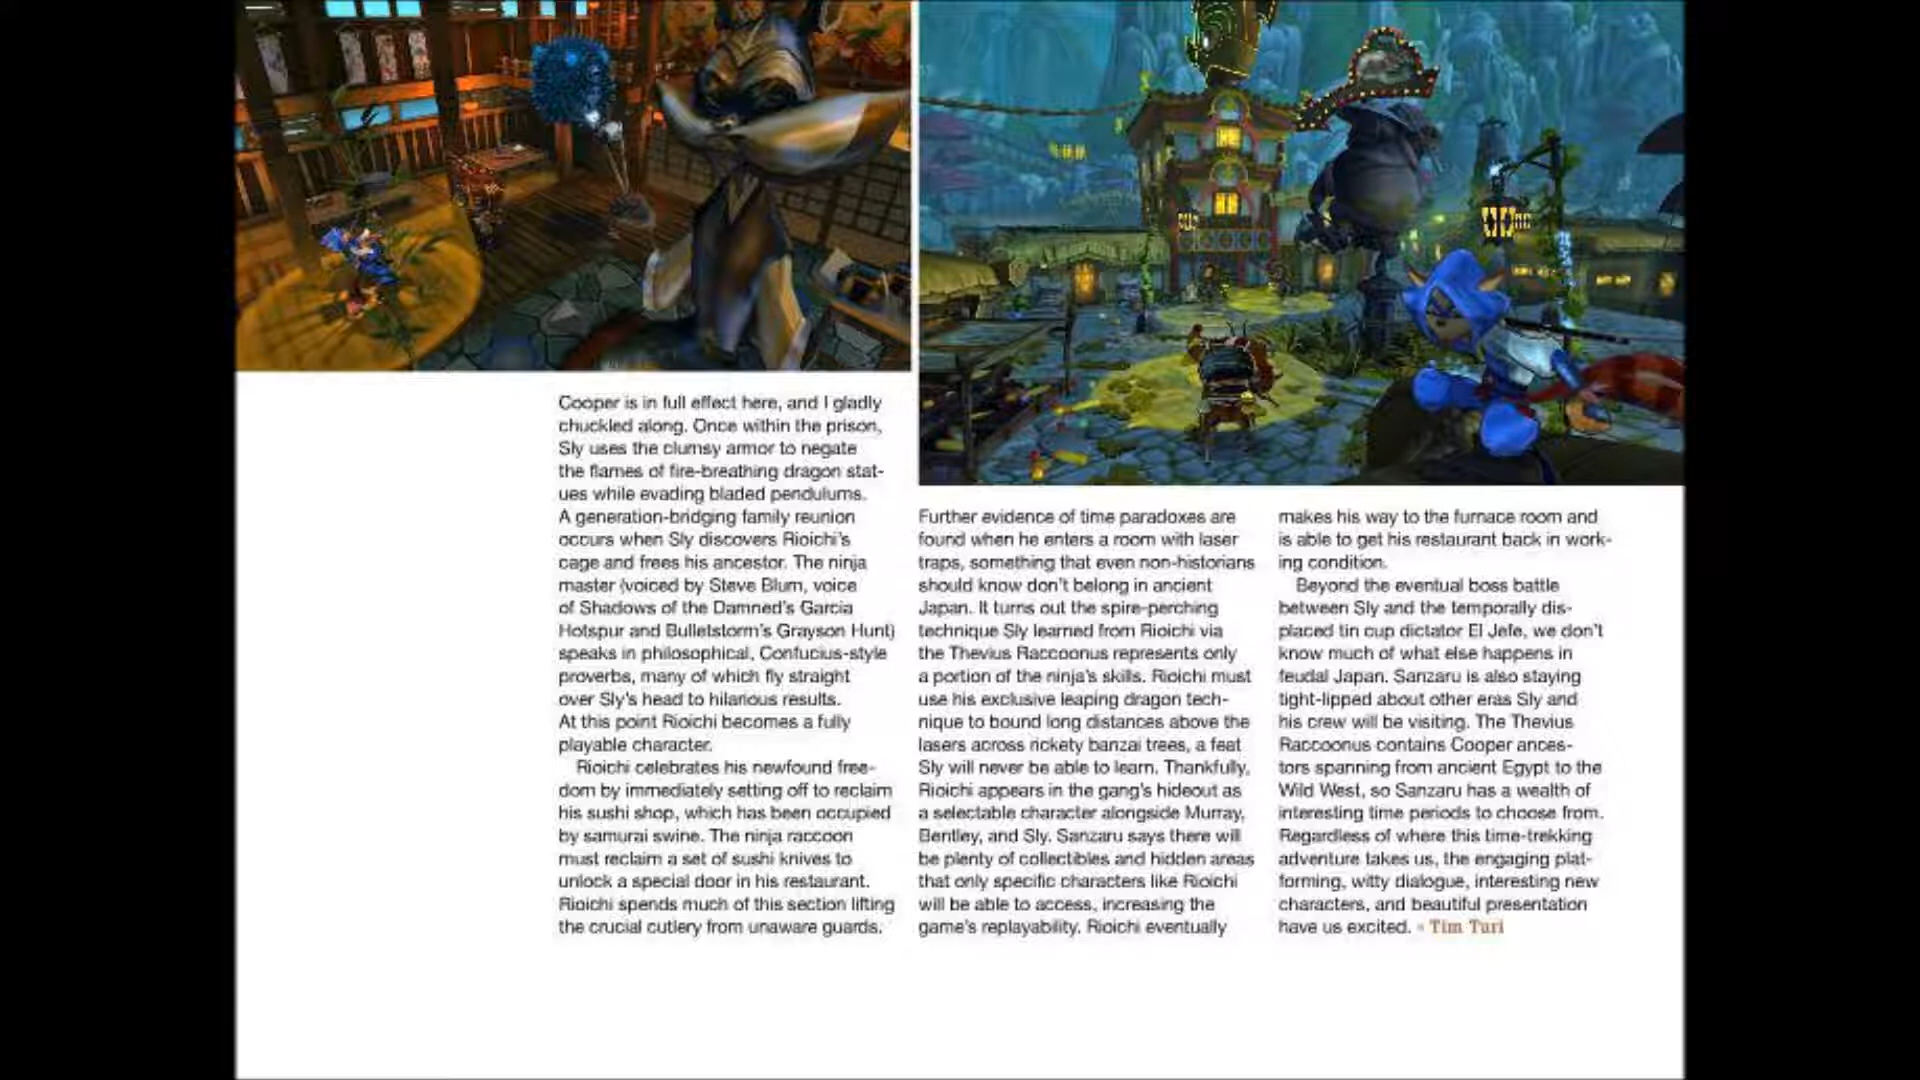 Cooper is in full effect here, and I gladly
chuckled along. Once within the prison,
Sly uses the clumsy armor to negate
the flames of fire-breathing dragon stat-
ues while evading bladed pendulums.
A generation-bridging family reunion
occurs when Sly discovers Rioichi's
cage and frees his ancestor. The ninja
master (voiced by Steve Blum, voice
of Shadows of the Damned's Garcia
Hotspur and Bulletstorm's Grayson Hunt)
speaks in philosophical, Confucius-style
proverbs, many of which fly straight
over Sly's head to hilarious results.
At this point Rioichi becomes a fully
playable character.
Rioichi celebrates his newfound free-
dom by immediately setting off to reclaim
his sushi shop, which has been occupied
by samurai swine. The ninja raccoon
must reclaim a set of sushi knives to
unlock a special door in his restaurant.
Rioichi spends much of this section lifting
the crucial cutlery from unaware guards.
Further evidence of time paradoxes are
found when he enters a room with laser
traps, something that even non-historians
should know don't belong in ancient
Japan. It turns out the spire-perching
technique Sly learned from Rioichi via
the Thevius Raccoonus represents only
a portion of the ninja's skills. Rioichi must
use his exclusive leaping dragon tech-
nique to bound long distances above the
lasers across rickety banzai trees, a feat
Sly will never be able to learn. Thankfully,
Rioichi appears in the gang's hideout as
a selectable character alongside Murray,
Bentley, and Sly. Sanzaru says there will
be plenty of collectibles and hidden areas
that only specific characters like Rioichi
will be able to access, increasing the
game's replayability. Rioichi eventually
makes his way to the furnace room and
is able to get his restaurant back in work-
ing condition.
Beyond the eventual boss battle
between Sly and the temporally dis-
placed tin cup dictator El Jefe, we don't
know much of what else happens in
feudal Japan. Sanzaru is also staying
tight-lipped about other eras Sly and
his crew will be visiting. The Thevius
Raccoonus contains Cooper ances-
tors spanning from ancient Egypt to the
Wild West, so Sanzaru has a wealth of
interesting time periods to choose from.
Regardless of where this time-trekking
adventure takes us, the engaging plat-
forming, witty dialogue, interesting new
characters, and beautiful presentation
have us excited. » Tim Turi